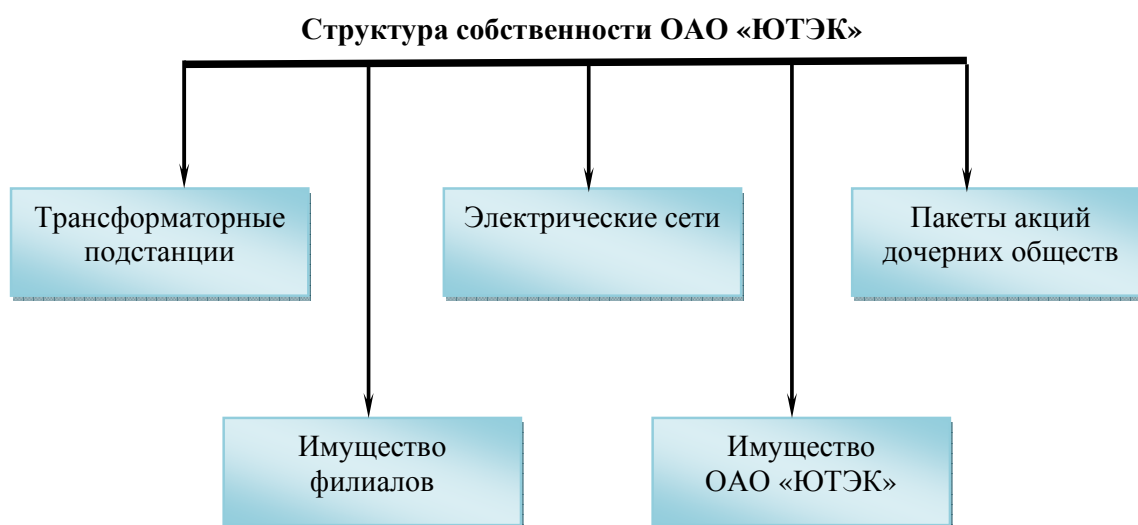 Структура собственности ОАО «ЮТЭК»
Трансформаторные
подстанции
Электрические сети
Пакеты акций
дочерних обществ
Имущество
филиалов
Имущество
ОАО «ЮТЭК»